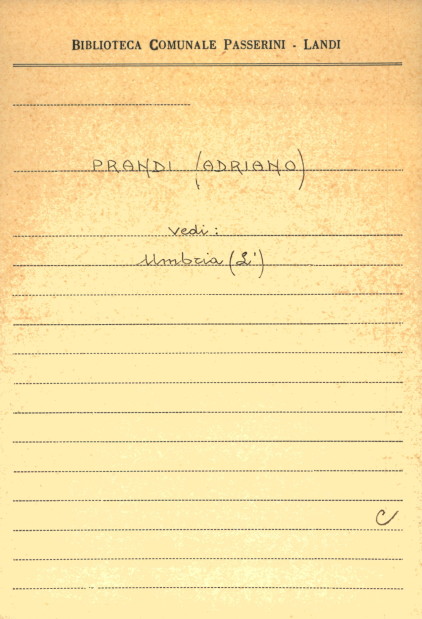 BIBLIOTECA COMUNALE PASSERINI - LANDI
PRANDI (ADRIANO)
vedi:
Umbria (L')
C